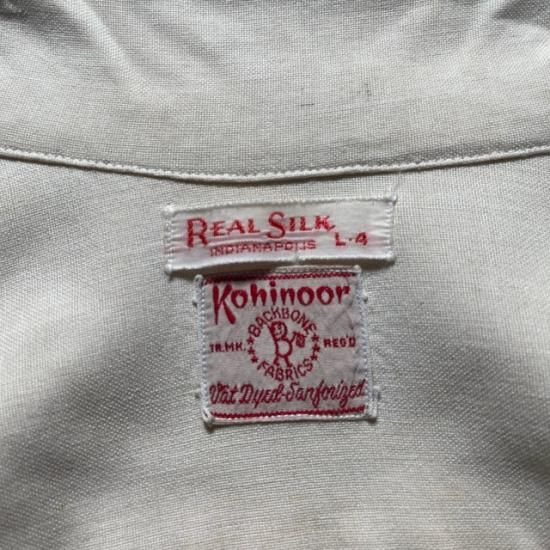 REAL SILK
INDIANAPOLIS L-4
Kohinoor
BACKBONE
TR.MK. REG'D
FABRICS
Vat Dyed-Sanforized